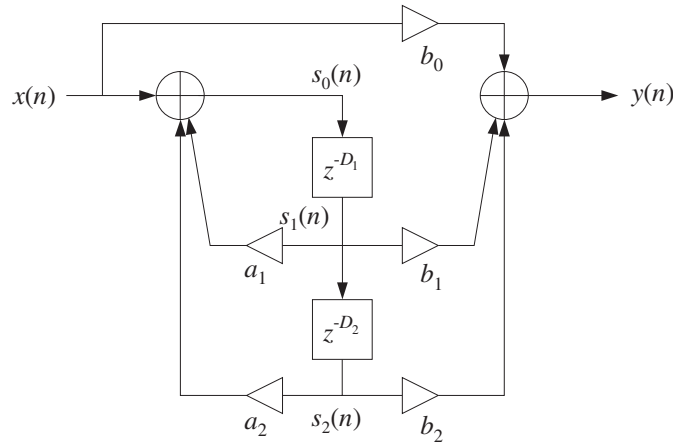 b₀
s₀(n)
x(n)
y(n)
z⁻ᴰ¹
s₁(n)
a₁
b₁
z⁻ᴰ²
a₂
s₂(n)
b₂